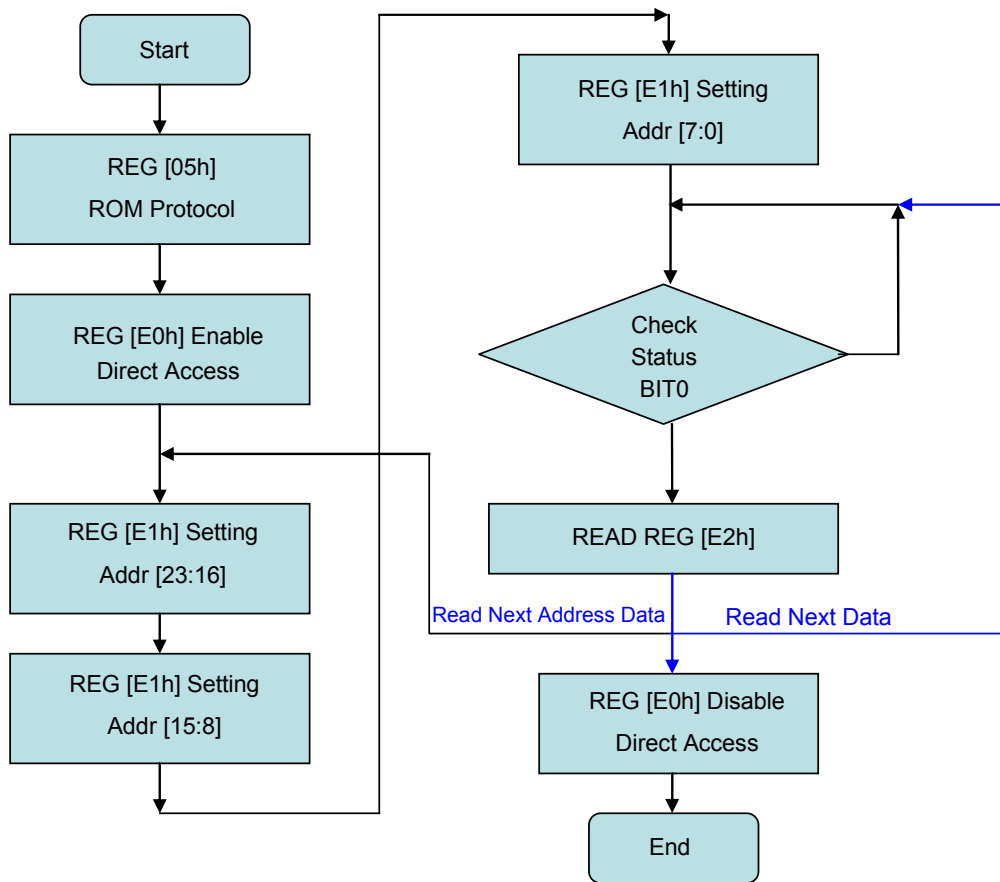 Start
REG [05h]
ROM Protocol
REG [E0h] Enable
Direct Access
REG [E1h] Setting
Addr [23:16]
REG [E1h] Setting
Addr [15:8]
REG [E1h] Setting
Addr [7:0]
Check
Status
BIT0
READ REG [E2h]
Read Next Address Data
Read Next Data
REG [E0h] Disable
Direct Access
End